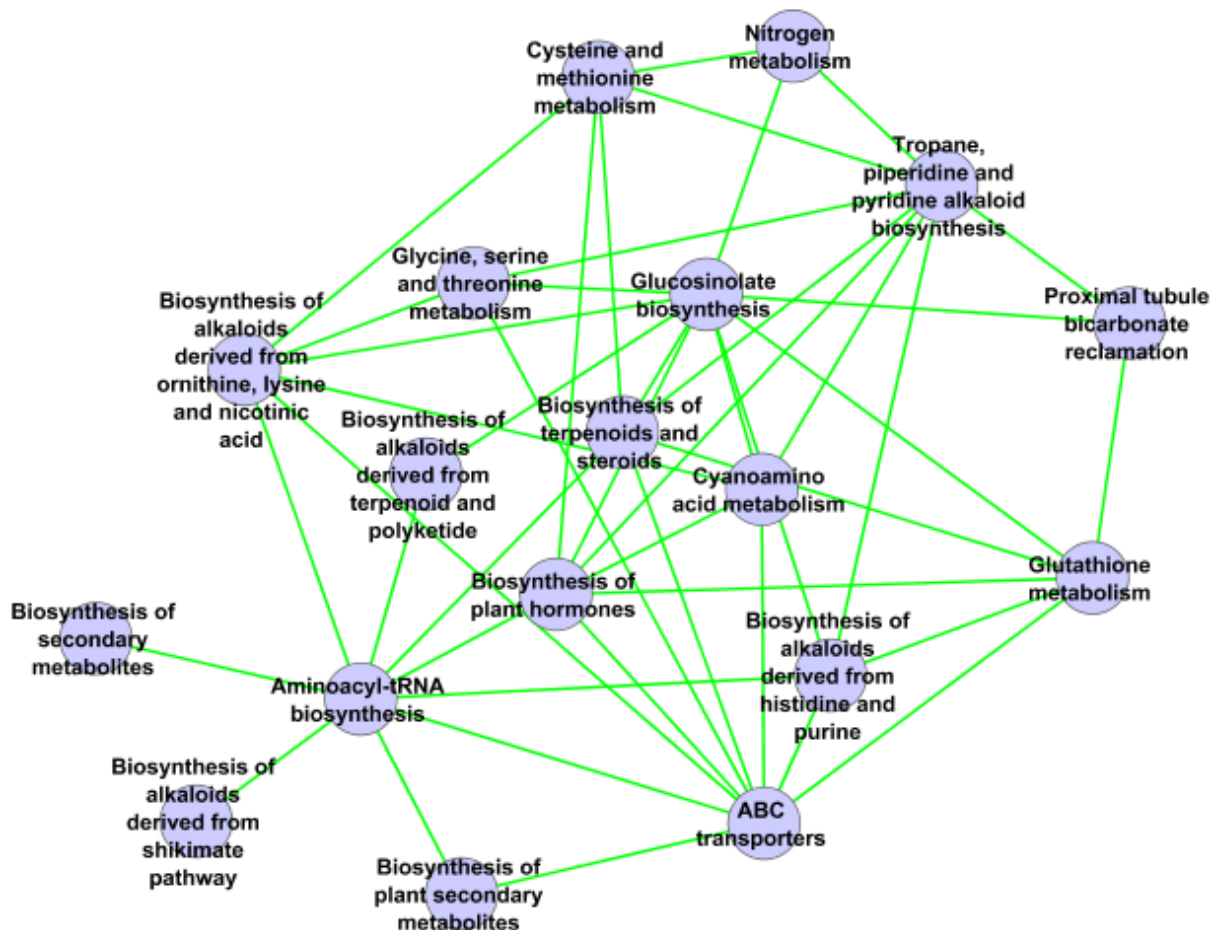 Nitrogen
metabolism
Cysteine and
methionine
metabolism
Tropane,
piperidine and
pyridine alkaloid
biosynthesis
Glycine, serine
and threonine
metabolism
Glucosinolate
biosynthesis
Proximal tubule
bicarbonate
reclamation
Biosynthesis of
alkaloids
derived from
ornithine, lysine
and nicotinic
acid
Biosynthesis of
alkaloids
derived from
terpenoid and
polyketide
Biosynthesis of
terpenoids and
steroids
Cyanoamino
acid metabolism
Biosynthesis of
plant hormones
Glutathione
metabolism
Biosynthesis of
secondary
metabolites
Biosynthesis of
alkaloids
derived from
histidine and
purine
Aminoacyl-tRNA
biosynthesis
Biosynthesis of
alkaloids
derived from
shikimate
pathway
ABC
transporters
Biosynthesis of
plant secondary
metabolites